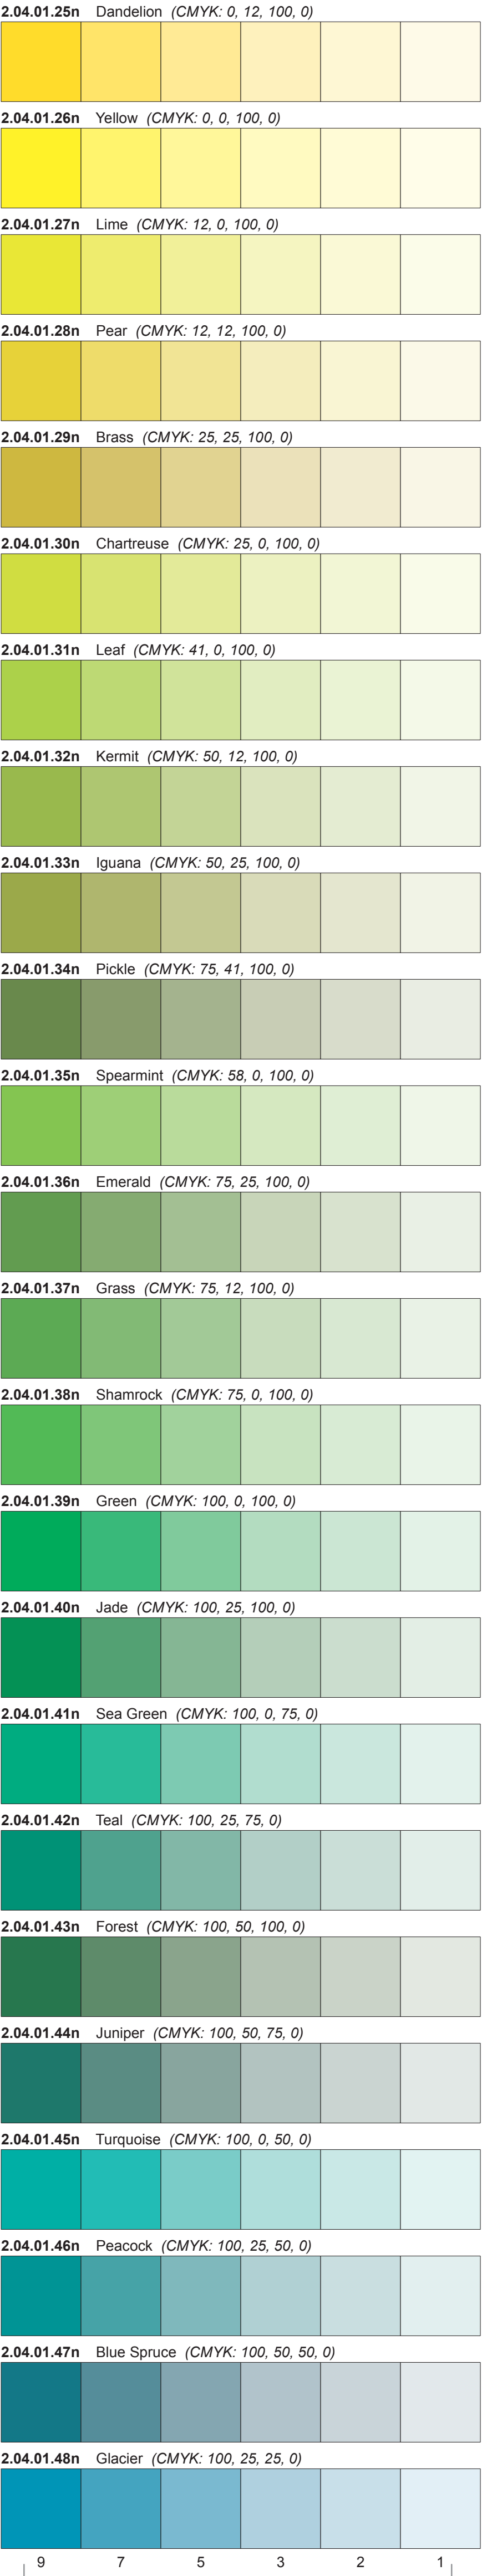 2.04.01.25n Dandelion (CMYK: 0, 12, 100, 0)
2.04.01.26n Yellow (CMYK: 0, 0, 100, 0)
2.04.01.27n Lime (CMYK: 12, 0, 100, 0)
2.04.01.28n Pear (CMYK: 12, 12, 100, 0)
2.04.01.29n Brass (CMYK: 25, 25, 100, 0)
2.04.01.30n Chartreuse (CMYK: 25, 0, 100, 0)
2.04.01.31n Leaf (CMYK: 41, 0, 100, 0)
2.04.01.32n Kermit (CMYK: 50, 12, 100, 0)
2.04.01.33n Iguana (CMYK: 50, 25, 100, 0)
2.04.01.34n Pickle (CMYK: 75, 41, 100, 0)
2.04.01.35n Spearmint (CMYK: 58, 0, 100, 0)
2.04.01.36n Emerald (CMYK: 75, 25, 100, 0)
2.04.01.37n Grass (CMYK: 75, 12, 100, 0)
2.04.01.38n Shamrock (CMYK: 75, 0, 100, 0)
2.04.01.39n Green (CMYK: 100, 0, 100, 0)
2.04.01.40n Jade (CMYK: 100, 25, 100, 0)
2.04.01.41n Sea Green (CMYK: 100, 0, 75, 0)
2.04.01.42n Teal (CMYK: 100, 25, 75, 0)
2.04.01.43n Forest (CMYK: 100, 50, 100, 0)
2.04.01.44n Juniper (CMYK: 100, 50, 75, 0)
2.04.01.45n Turquoise (CMYK: 100, 0, 50, 0)
2.04.01.46n Peacock (CMYK: 100, 25, 50, 0)
2.04.01.47n Blue Spruce (CMYK: 100, 50, 50, 0)
2.04.01.48n Glacier (CMYK: 100, 25, 25, 0)
9 7 5 3 2 1